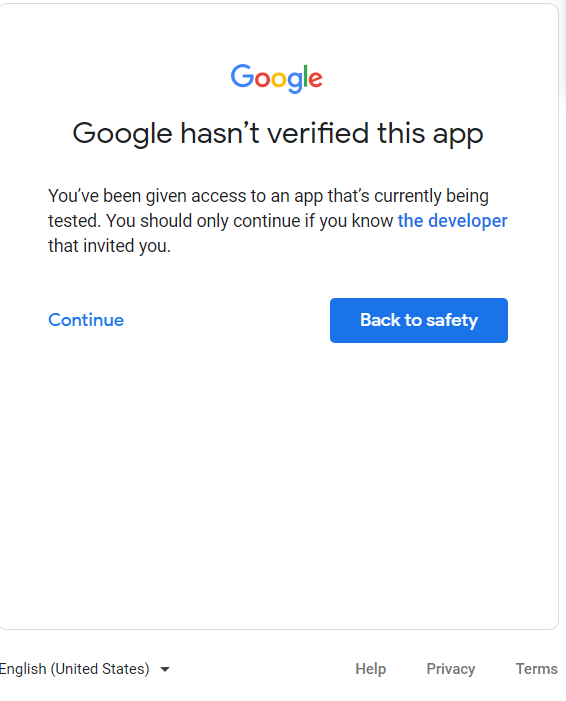 Google
Google hasn’t verified this app
You’ve been given access to an app that’s currently being
tested. You should only continue if you know the developer
that invited you.
Continue
Back to safety
English (United States)
Help
Privacy
Terms